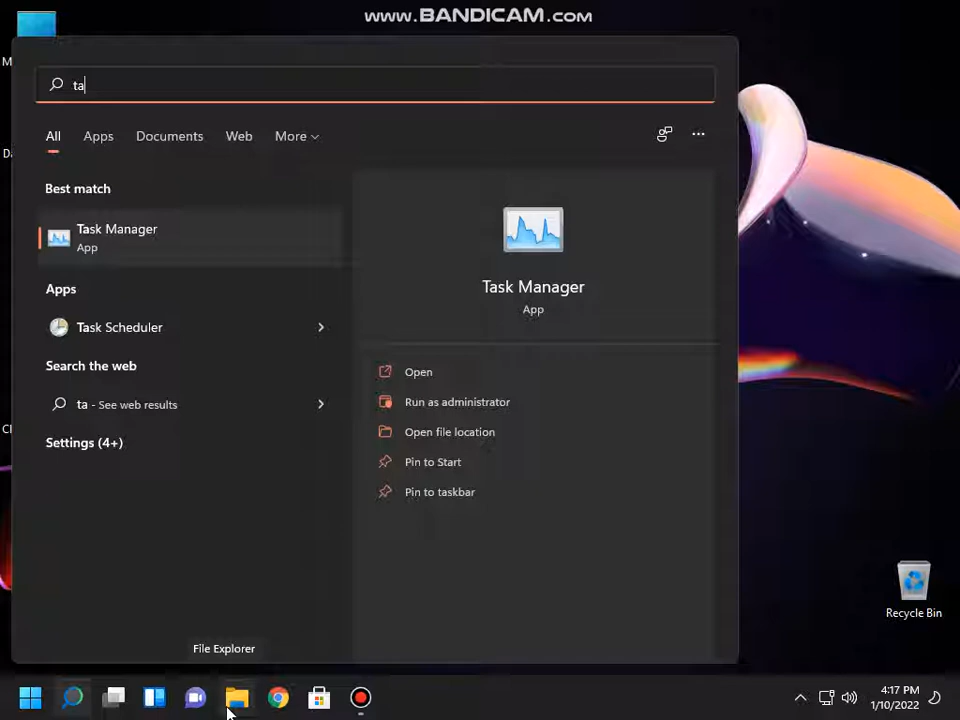 WWW.BANDICAM.COM
ta
All Apps Documents Web More
Best match
Task Manager
App
Apps
Task Scheduler
Search the web
ta - See web results
Settings (4+)
Task Manager
App
Open
Run as administrator
Open file location
Pin to Start
Pin to taskbar
Recycle Bin
File Explorer
4:17 PM
1/10/2022